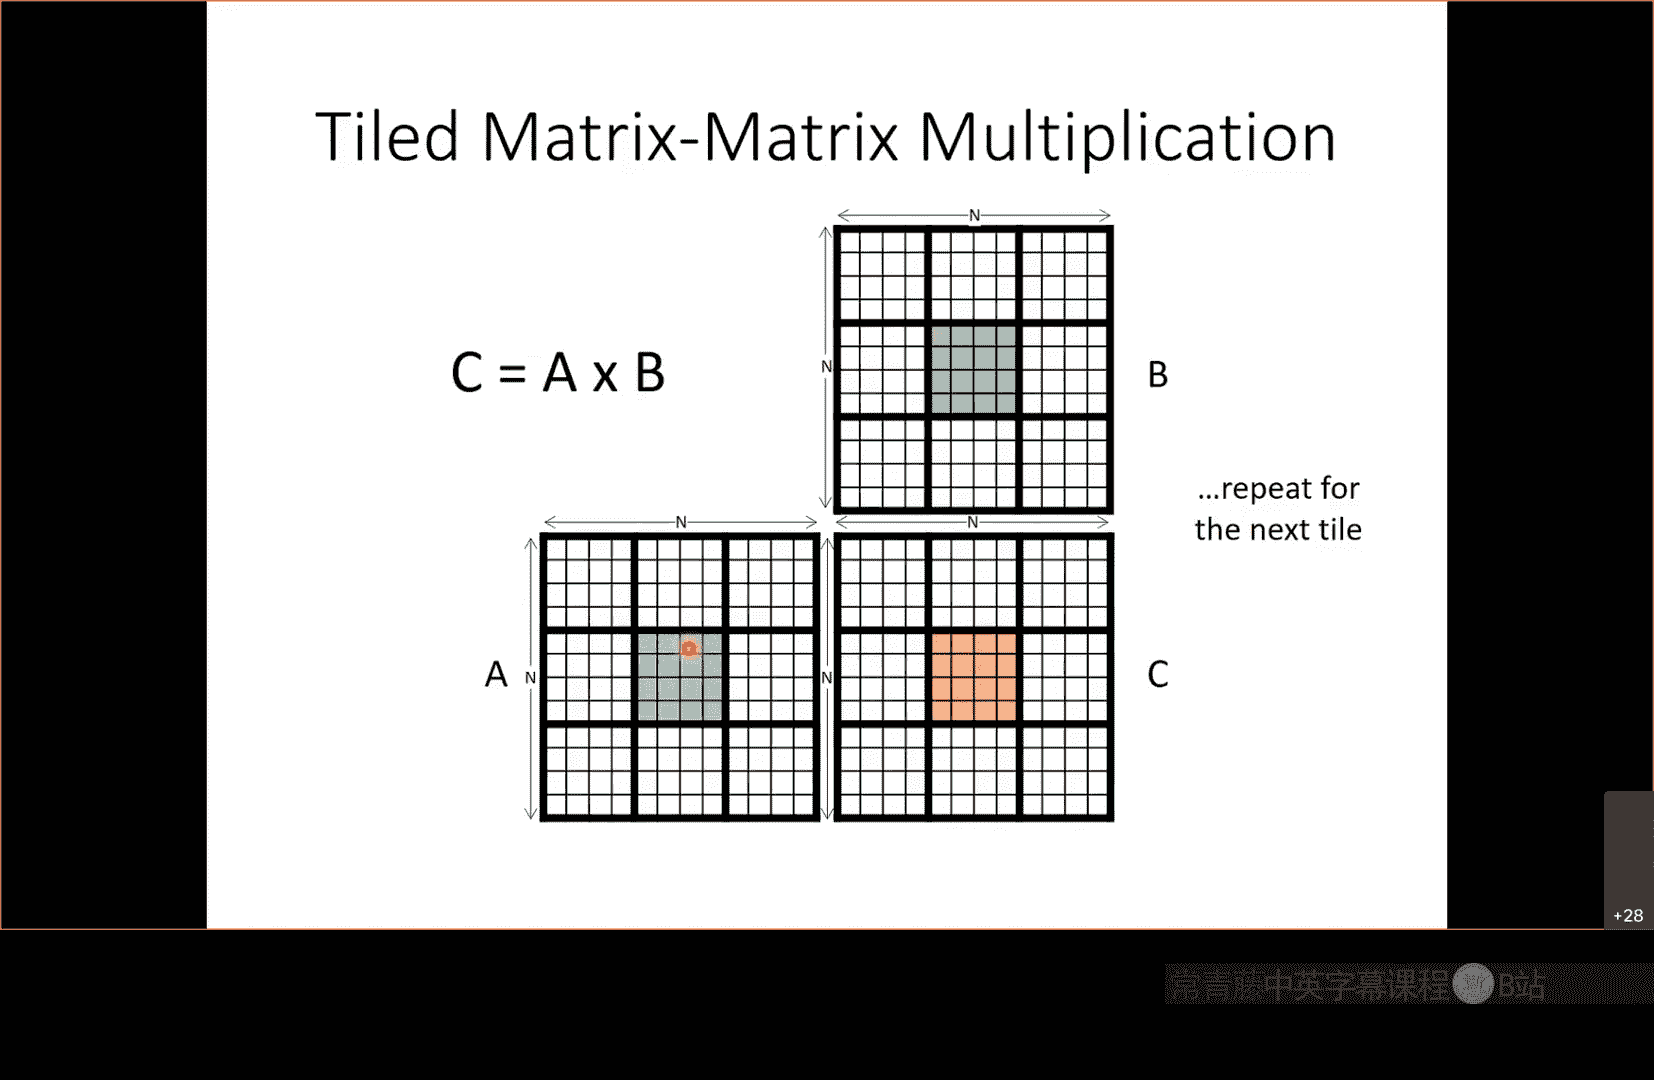 Tiled Matrix-Matrix Multiplication
N
N
C = A x B
B
...repeat for
the next tile
N
N
A
N
N
C
+28
常青藤中英字幕课程
B站